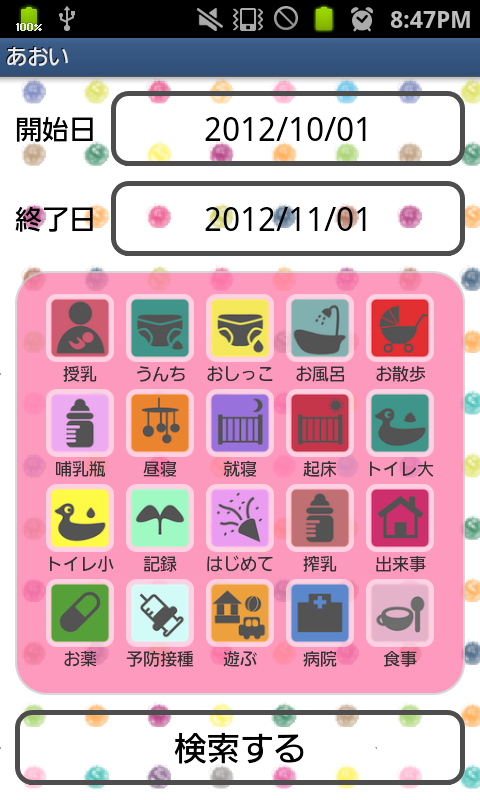 100% 8:47PM
あおい
開始日 2012/10/01
終了日 2012/11/01
授乳 うんち おしっこ お風呂 お散歩
哺乳瓶 昼寝 就寝 起床 トイレ大
トイレ小 記録 はじめて 搾乳 出来事
お薬 予防接種 遊ぶ 病院 食事
検索する